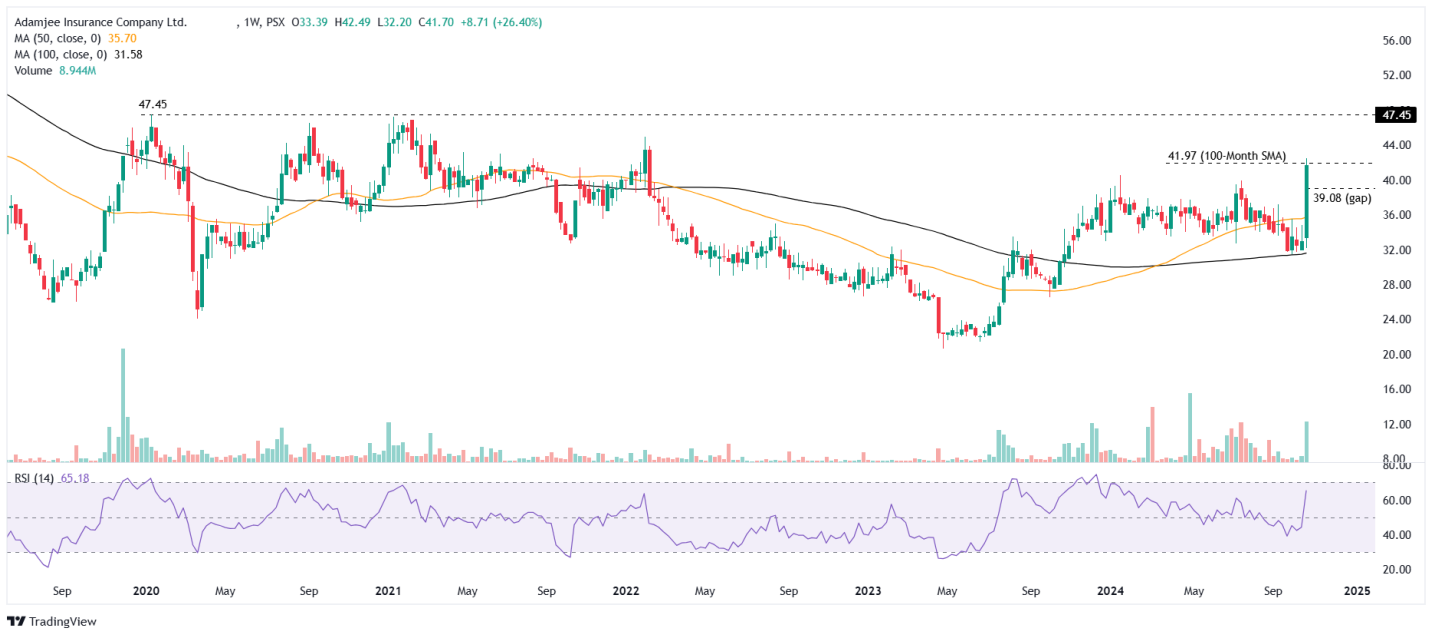 Adamjee Insurance Company Ltd. , 1W, PSX O33.39 H42.49 L32.20 C41.70 +8.71 (+26.40%)
MA (50, close, 0) 35.70
MA (100, close, 0) 31.58
Volume 8.944M
56.00
52.00
47.45
47.45
44.00
41.97 (100-Month SMA)
40.00
39.08 (gap)
36.00
32.00
28.00
24.00
20.00
16.00
12.00
8.00
80.00
RSI (14) 65.18
60.00
40.00
20.00
Sep 2020 May Sep 2021 May Sep 2022 May Sep 2023 May Sep 2024 May Sep 2025
TradingView